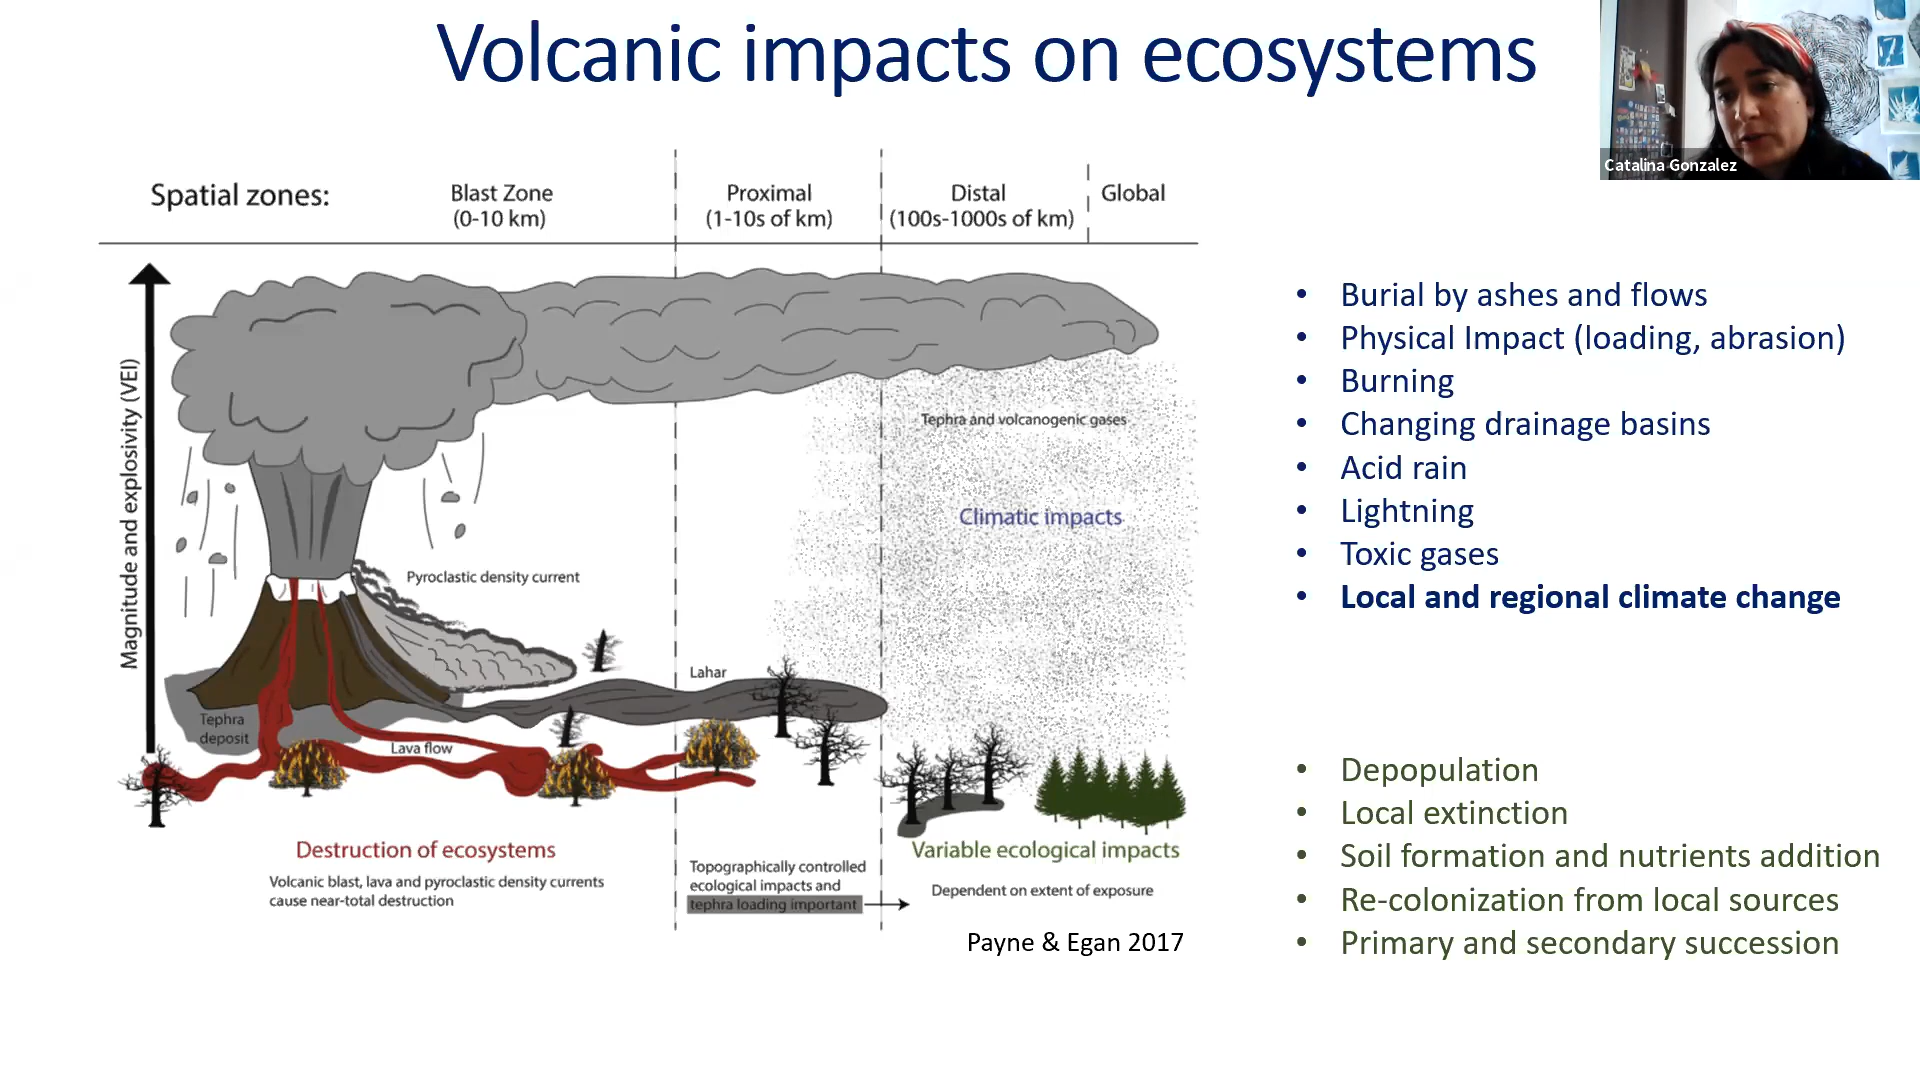 Volcanic impacts on ecosystems
Catalina Gonzalez
Spatial zones:
Blast Zone
(0-10 km)
Proximal
(1-10s of km)
Distal
(100s-1000s of km)
Global
Magnitude and explosivity (VEI)
Tephra and volcanogenic gases
Climatic impacts
Pyroclastic density current
Lahar
Tephra
deposit
Lava flow
Destruction of ecosystems
Volcanic blast, lava and pyroclastic density currents
cause near-total destruction
Topographically controlled
ecological impacts and
tephra loading important
Variable ecological impacts
Dependent on extent of exposure
Payne & Egan 2017
• Burial by ashes and flows
• Physical Impact (loading, abrasion)
• Burning
• Changing drainage basins
• Acid rain
• Lightning
• Toxic gases
• Local and regional climate change
• Depopulation
• Local extinction
• Soil formation and nutrients addition
• Re-colonization from local sources
• Primary and secondary succession